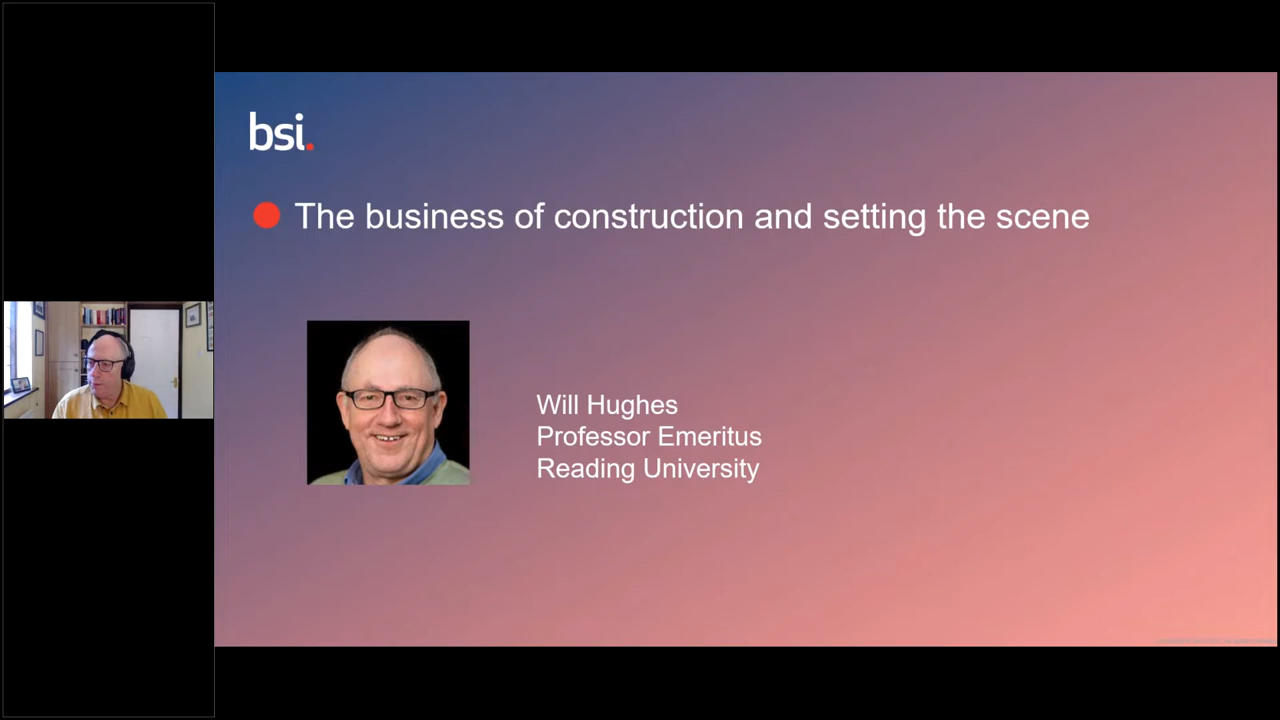 bsi.
The business of construction and setting the scene
Will Hughes
Professor Emeritus
Reading University